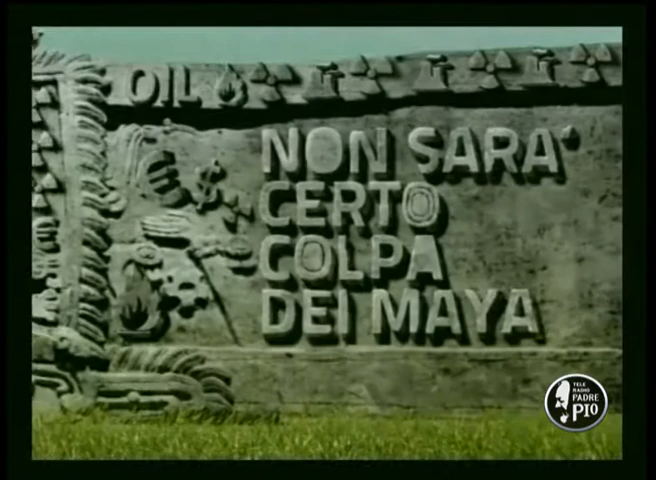 OIL
NON SARA'
CERTO
COLPA
DEI MAYA
TELE
RADIO
PADRE
PIO